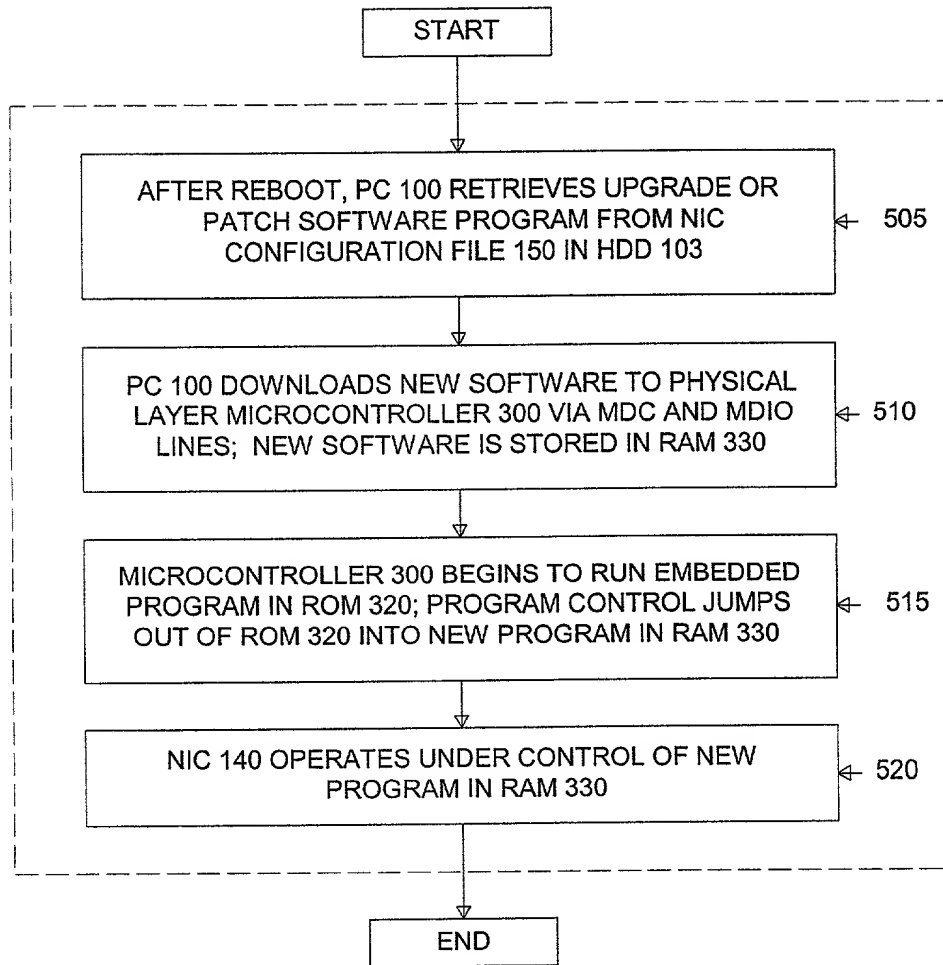 START
AFTER REBOOT, PC 100 RETRIEVES UPGRADE OR
PATCH SOFTWARE PROGRAM FROM NIC
CONFIGURATION FILE 150 IN HDD 103
505
PC 100 DOWNLOADS NEW SOFTWARE TO PHYSICAL
LAYER MICROCONTROLLER 300 VIA MDC AND MDIO
LINES; NEW SOFTWARE IS STORED IN RAM 330
510
MICROCONTROLLER 300 BEGINS TO RUN EMBEDDED
PROGRAM IN ROM 320; PROGRAM CONTROL JUMPS
OUT OF ROM 320 INTO NEW PROGRAM IN RAM 330
515
NIC 140 OPERATES UNDER CONTROL OF NEW
PROGRAM IN RAM 330
520
END